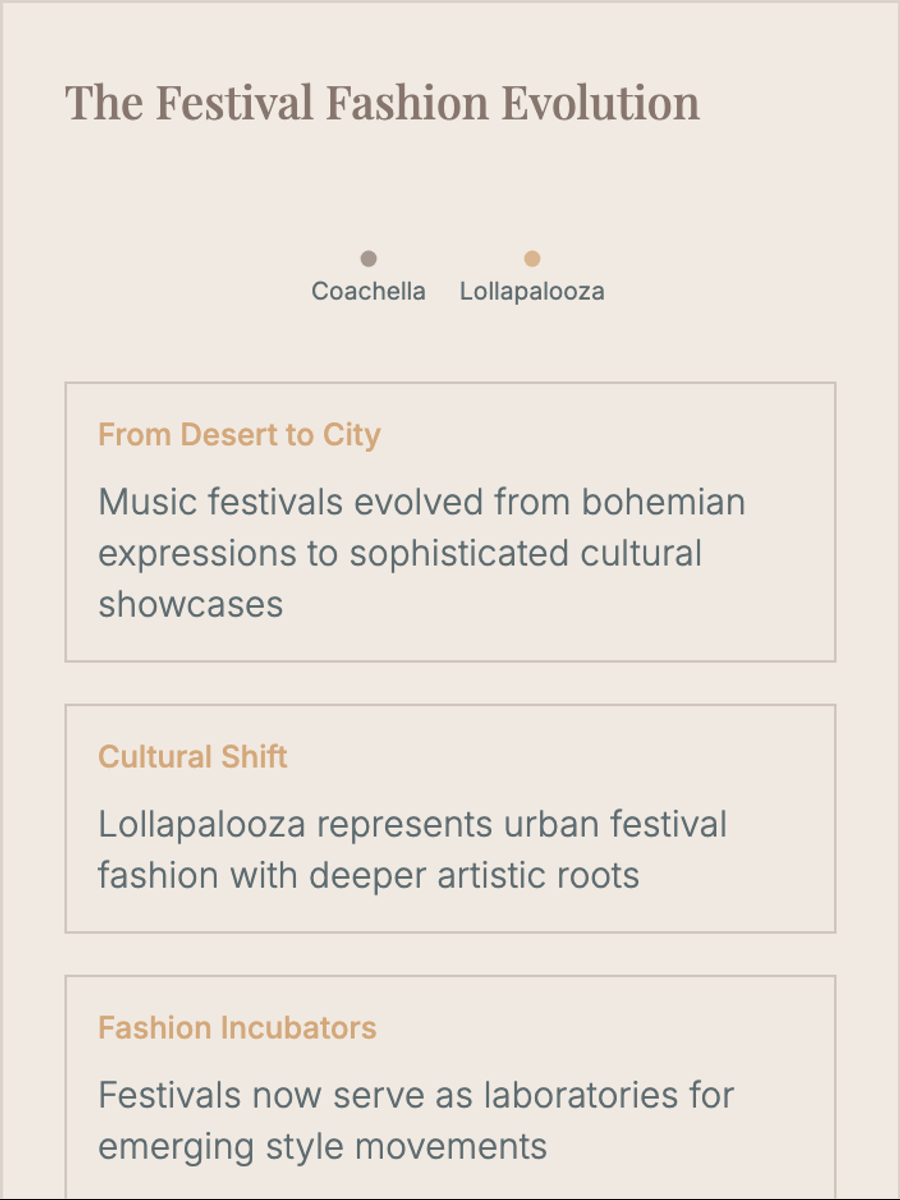 The Festival Fashion Evolution
Coachella
Lollapalooza
From Desert to City
Music festivals evolved from bohemian
expressions to sophisticated cultural
showcases
Cultural Shift
Lollapalooza represents urban festival
fashion with deeper artistic roots
Fashion Incubators
Festivals now serve as laboratories for
emerging style movements